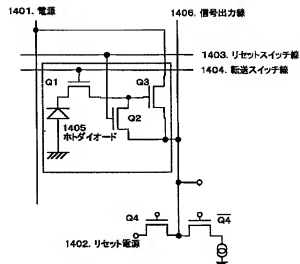 1401. 電源
1406. 信号出力線
1403. リセットスイッチ線
1404. 転送スイッチ線
Q1
Q3
1405
ホトダイオード
Q2
Q4
Q4
1402. リセット電源